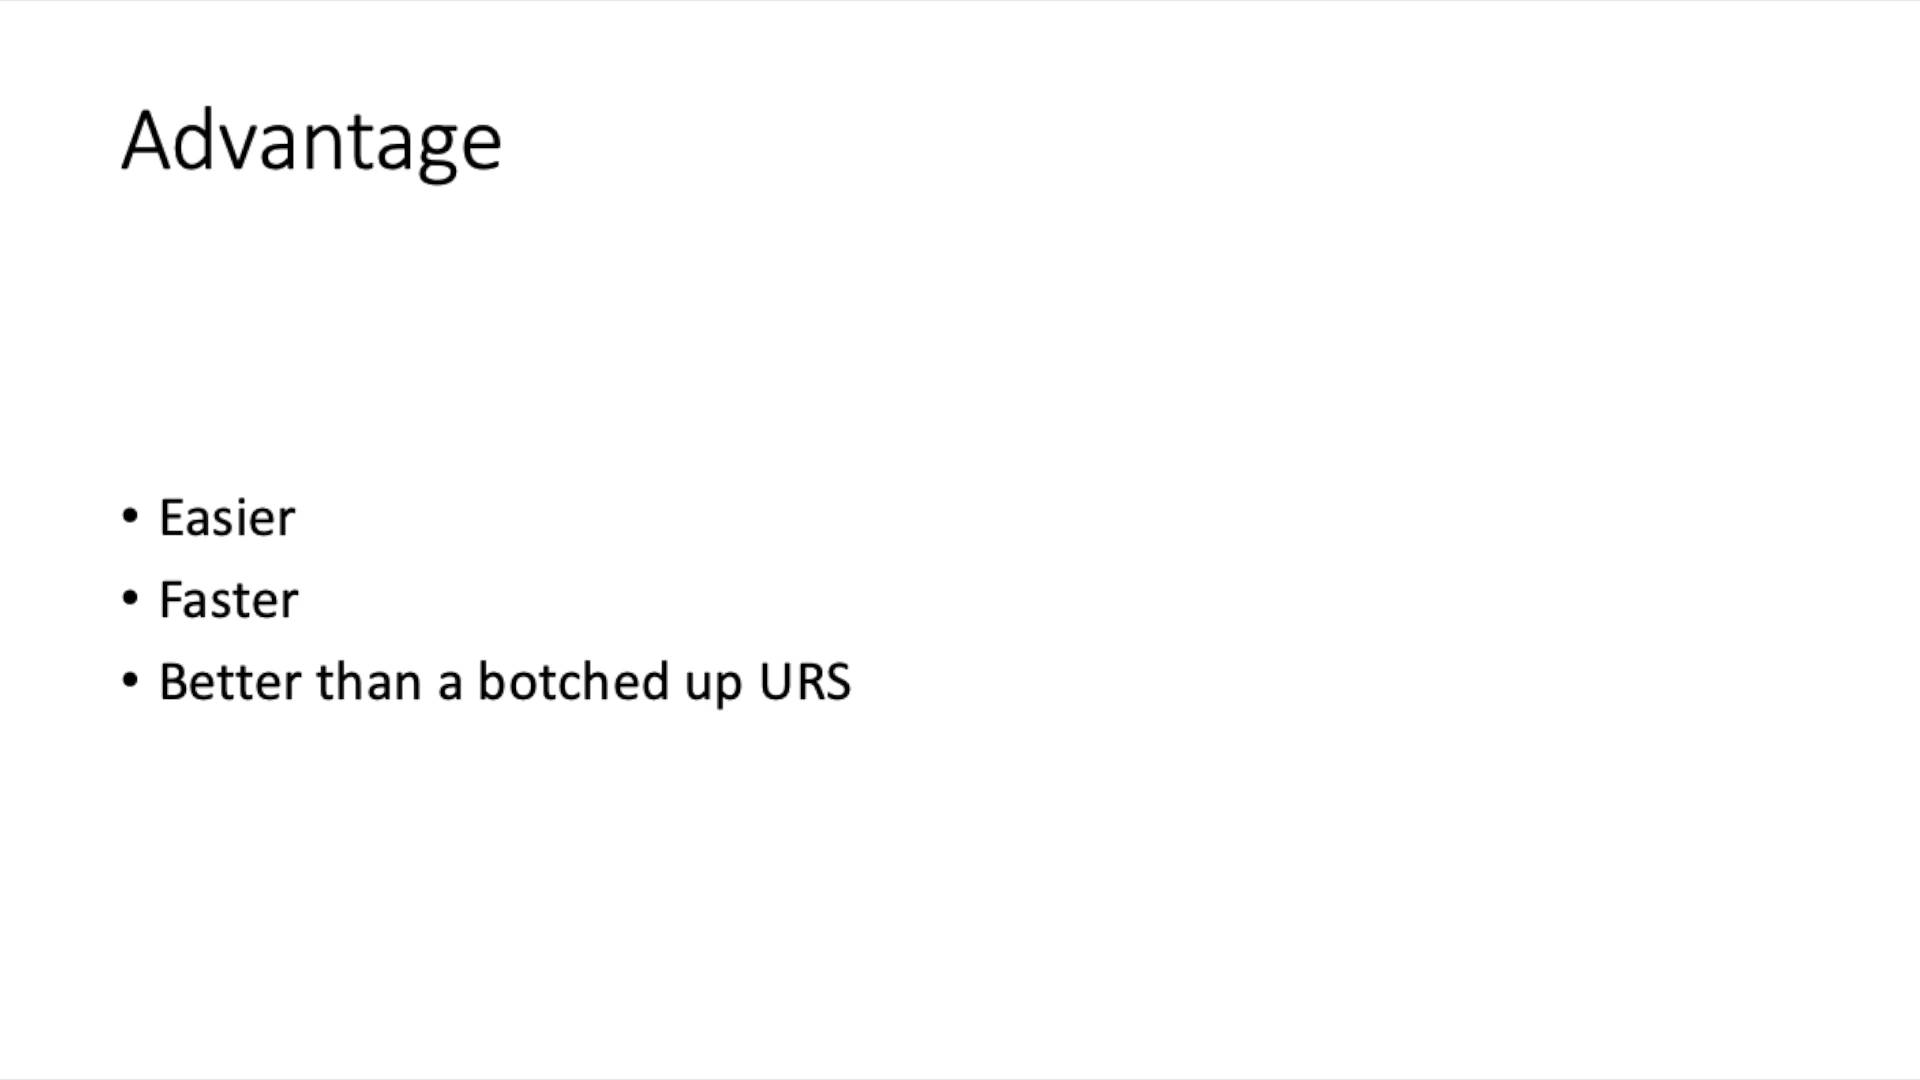 Advantage
• Easier
• Faster
• Better than a botched up URS